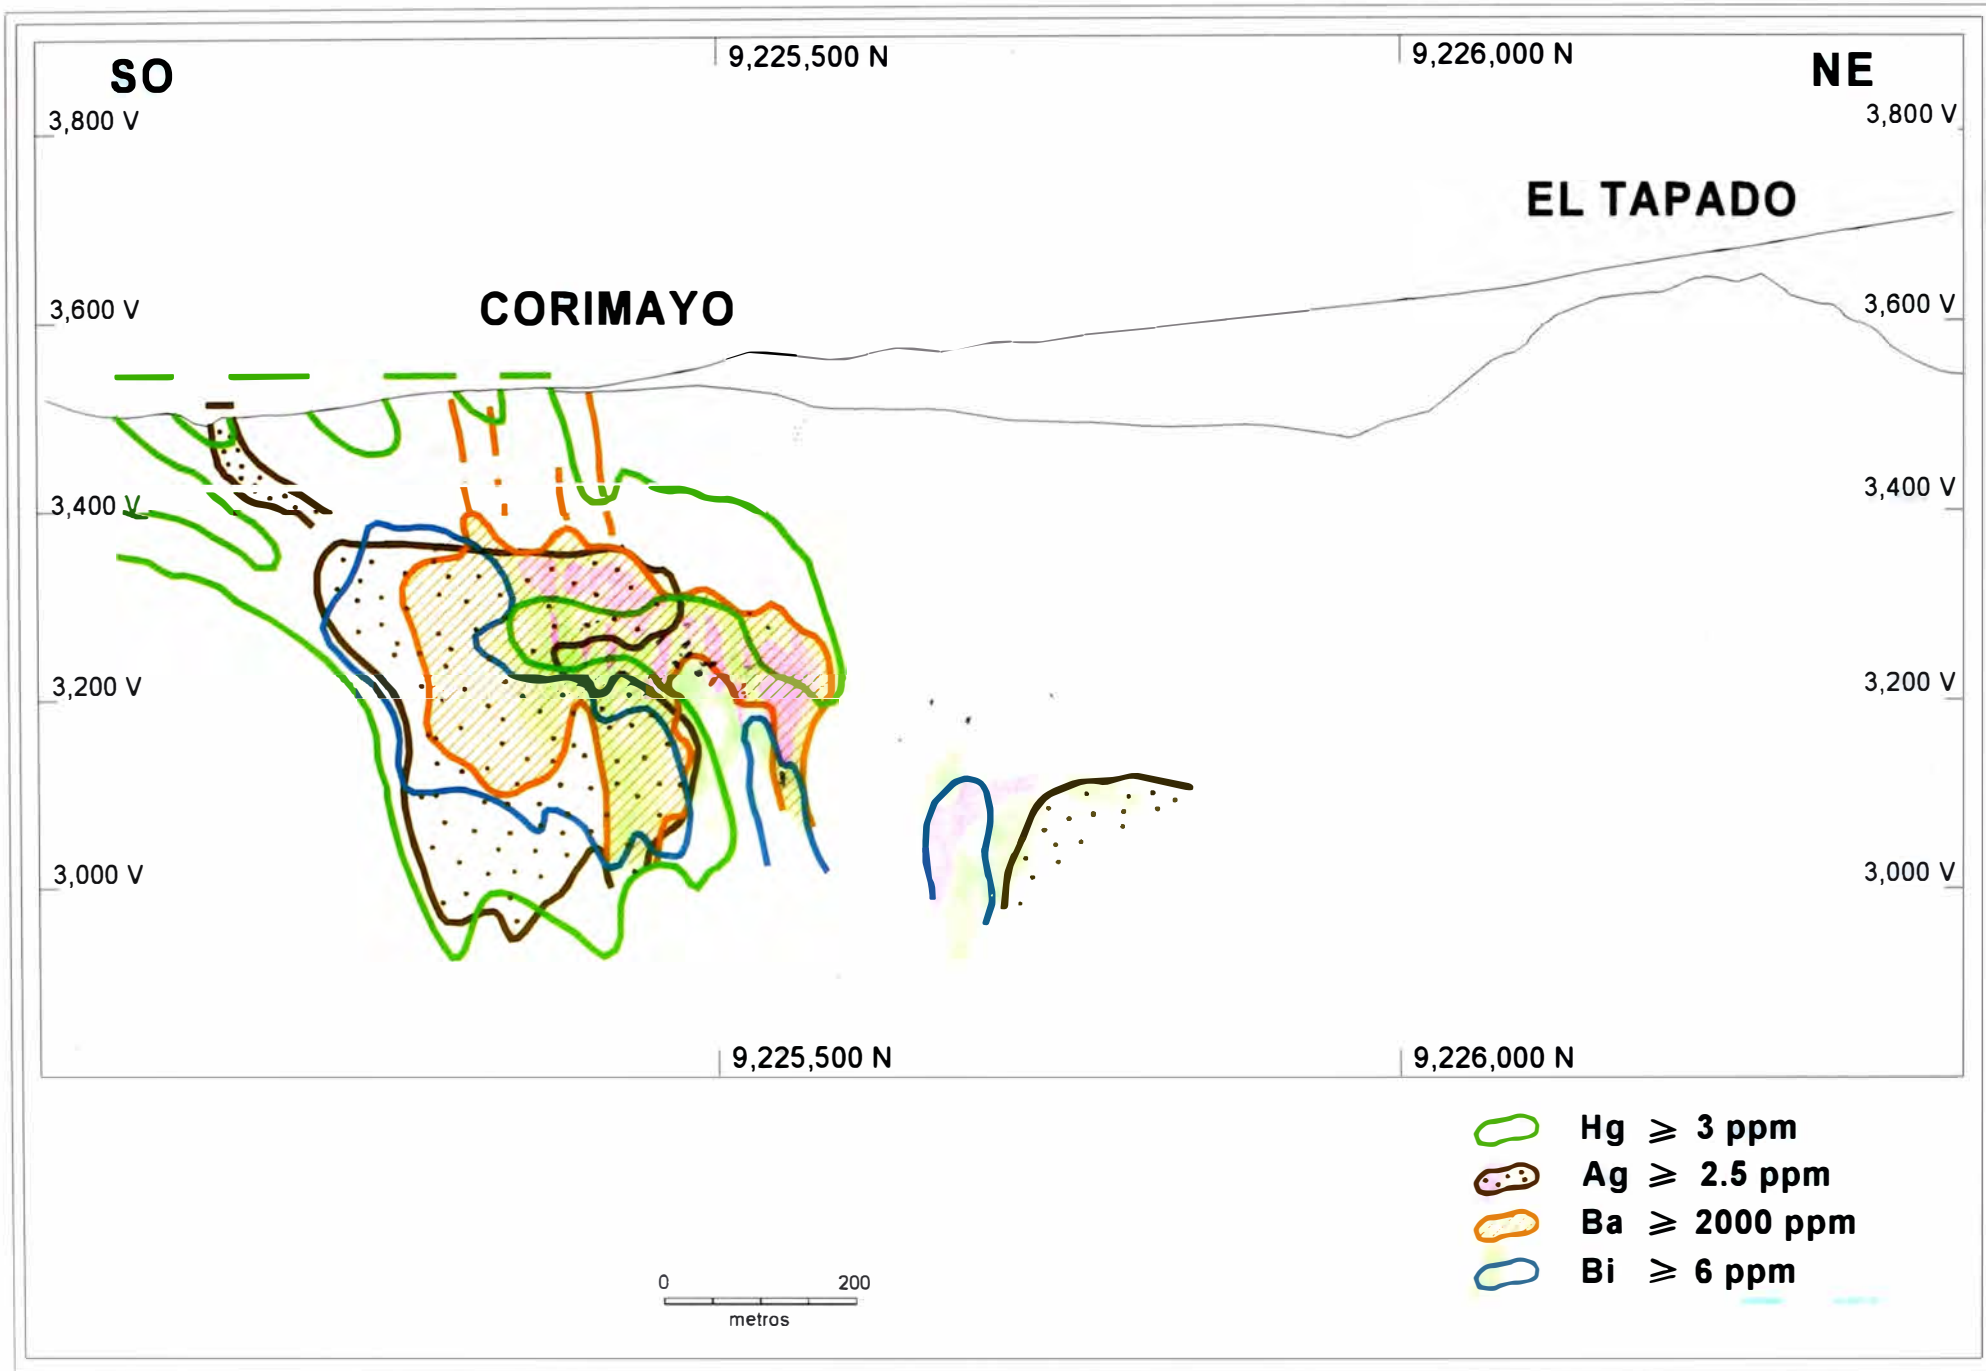 9,225,500 N
9,226,000 N
SO
NE
3,800 V
3,800 V
EL TAPADO
CORIMAYO
3,600 V
3,600 V
3,400 V
3,400 V
3,200 V
3,200 V
3,000 V
3,000 V
9,225,500 N
9,226,000 N
Hg ⩾ 3 ppm
Ag ⩾ 2.5 ppm
Ba ⩾ 2000 ppm
Bi ⩾ 6 ppm
0 200
metros